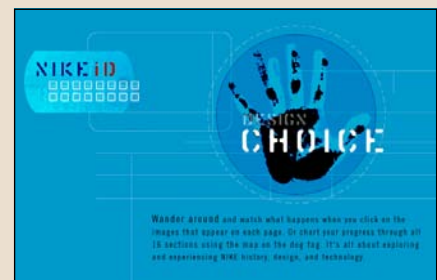 NIKEiD
DESIGN
CHOICE
Wander around and watch what happens when you click on the
images that appear on each page. Or chart your progress through all
16 sections using the map on the dog tag. It's all about exploring
and experiencing NIKE history, design, and technology.